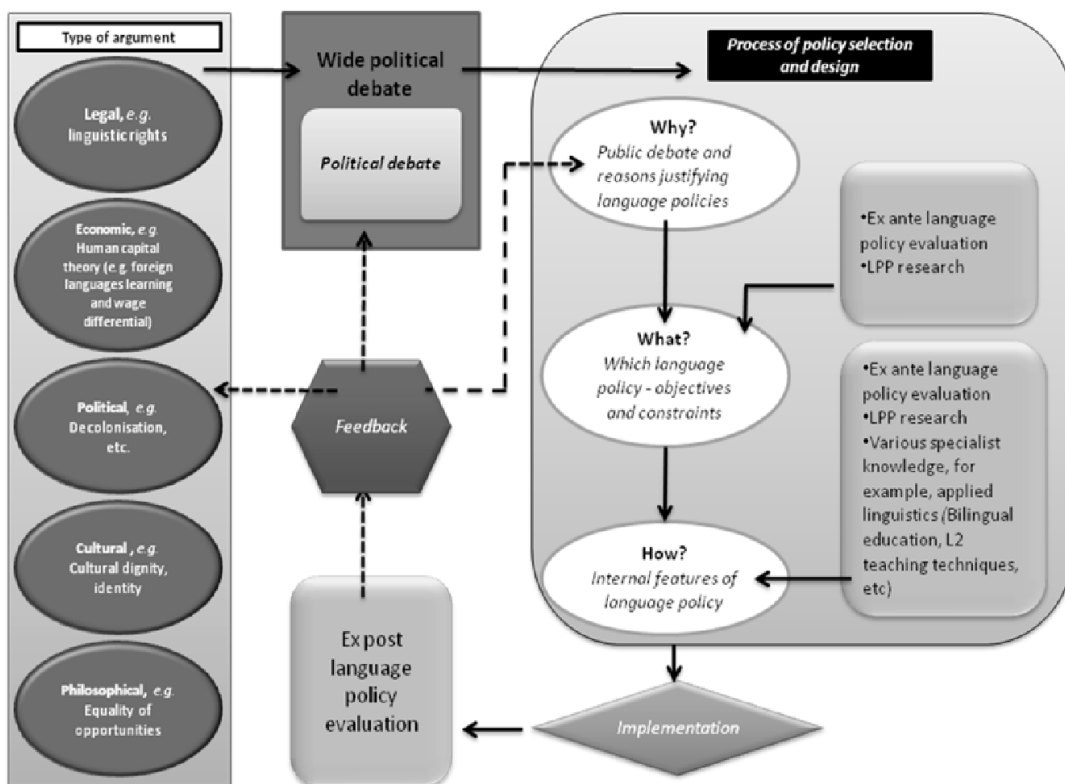 Type of argument
Legal, e.g.
linguistic rights
Economic, e.g.
Human capital
theory (e.g. foreign
languages learning
and wage
differential)
Political, e.g.
Decolonisation,
etc.
Cultural , e.g.
Cultural dignity,
identity
Philosophical, e.g.
Equality of
opportunities
Wide political
debate
Political debate
Feedback
Ex post
language
policy
evaluation
Process of policy selection
and design
Why?
Public debate and
reasons justifying
language policies
What?
Which language
policy - objectives
and constraints
How?
Internal features of
language policy
Implementation
•Ex ante language
policy evaluation
•LPP research
•Ex ante language
policy evaluation
•LPP research
•Various specialist
knowledge, for
example, applied
linguistics (Bilingual
education, L2
teaching techniques,
etc)